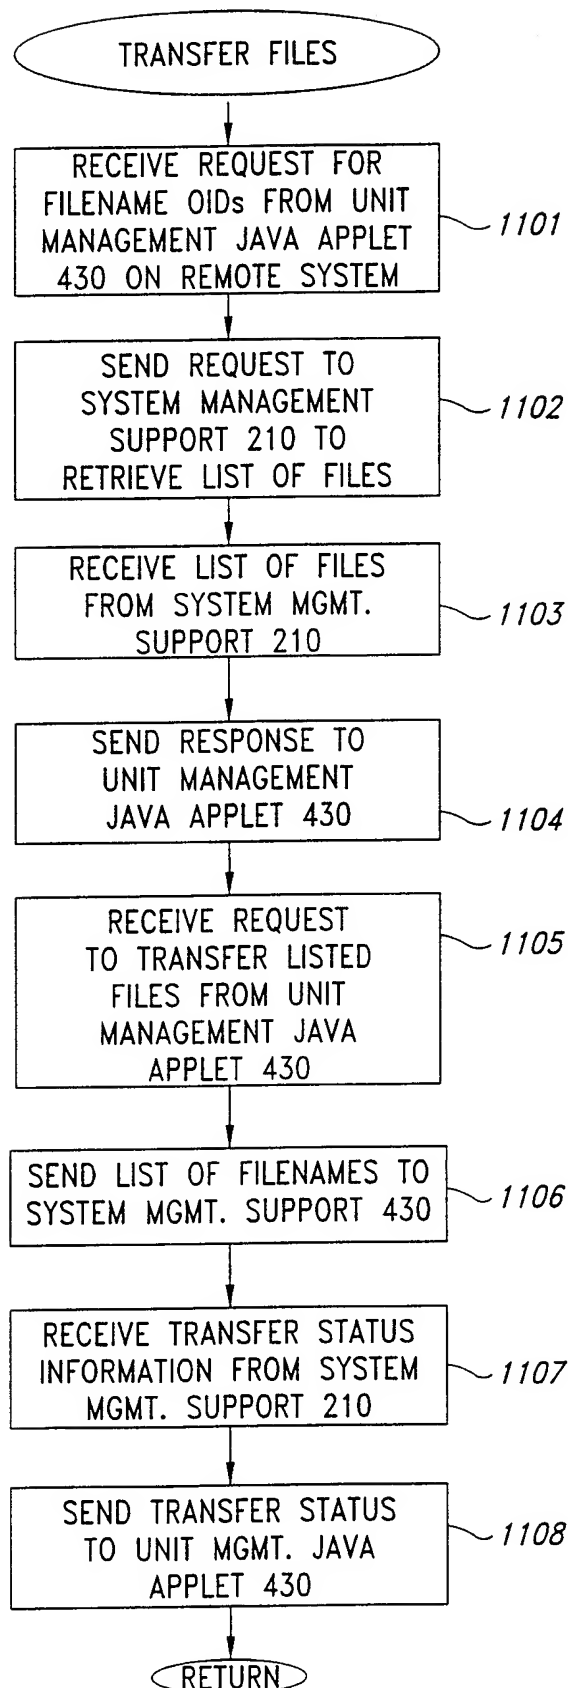 TRANSFER FILES
RECEIVE REQUEST FOR
FILENAME OIDs FROM UNIT
MANAGEMENT JAVA APPLET
430 ON REMOTE SYSTEM
1101
SEND REQUEST TO
SYSTEM MANAGEMENT
SUPPORT 210 TO
RETRIEVE LIST OF FILES
1102
RECEIVE LIST OF FILES
FROM SYSTEM MGMT.
SUPPORT 210
1103
SEND RESPONSE TO
UNIT MANAGEMENT
JAVA APPLET 430
1104
RECEIVE REQUEST
TO TRANSFER LISTED
FILES FROM UNIT
MANAGEMENT JAVA
APPLET 430
1105
SEND LIST OF FILENAMES TO
SYSTEM MGMT. SUPPORT 430
1106
RECEIVE TRANSFER STATUS
INFORMATION FROM SYSTEM
MGMT. SUPPORT 210
1107
SEND TRANSFER STATUS
TO UNIT MGMT. JAVA
APPLET 430
1108
RETURN